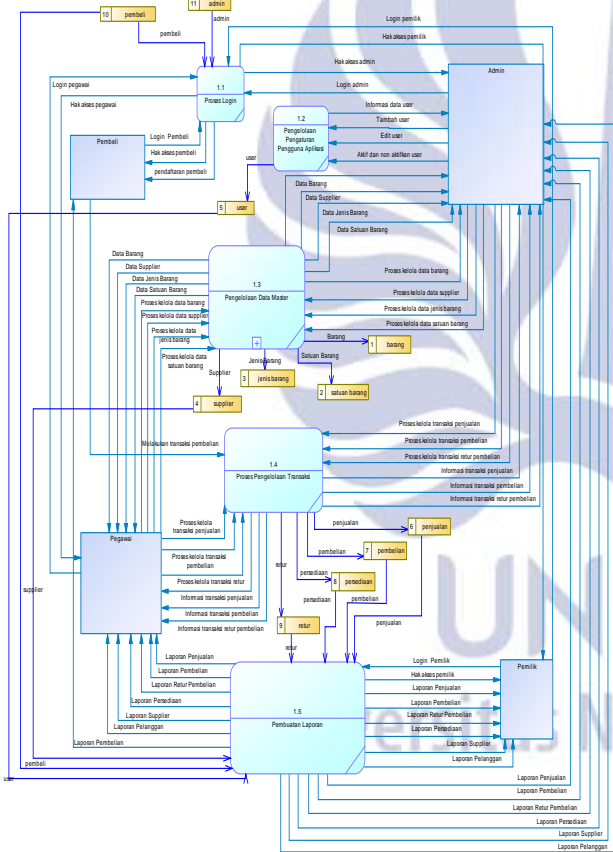 11 admin
10 pembeli
admin
pembeli
Login pemilik
Hak akses pemilik
Login pegawai
Hak akses pegawai
1.1
Proses Login
Hak akses admin
Login admin
Admin
Pembeli
Login Pembeli
Hak akses pembeli
pendaftaran pembeli
1.2
Pengelolaan
Pengaturan
Pengguna Aplikasi
Informasi data user
Tambah user
Edit user
Aktif dan non aktifkan user
user
5 user
Data Barang
Data Supplier
Data Jenis Barang
Data Satuan Barang
Data Barang
Data Supplier
Data Jenis Barang
Data Satuan Barang
Proses kelola data barang
Proses kelola data supplier
Proses kelola data
jenis barang
Proses kelola data
satuan barang
1.3
Pengelolaan Data Master
Proses kelola data barang
Proses kelola data supplier
Proses kelola data jenis barang
Proses kelola data satuan barang
Barang
1 barang
Satuan Barang
2 satuan barang
Jenis Barang
3 jenis barang
Supplier
4 supplier
Melakukan transaksi pembelian
1.4
Proses Pengelolaan Transaksi
Proses kelola transaksi penjualan
Proses kelola transaksi pembelian
Proses kelola transaksi retur pembelian
Informasi transaksi penjualan
Informasi transaksi pembelian
Informasi transaksi retur pembelian
Pegawai
Proses kelola
transaksi penjualan
Proses kelola transaksi
pembelian
Proses kelola transaksi retur
Informasi transaksi penjualan
Informasi transaksi pembelian
Informasi transaksi retur pembelian
penjualan
6 penjualan
pembelian
7 pembelian
persediaan
8 persediaan
retur
9 retur
persediaan
pembelian
penjualan
retur
supplier
UN
Laporan Penjualan
Laporan Pembelian
Laporan Retur Pembelian
Laporan Persediaan
Laporan Supplier
Laporan Pelanggan
Laporan Pembelian
1.5
Pembuatan Laporan
Login Pemilik
Hak akses pemilik
Laporan Penjualan
Laporan Pembelian
Laporan Retur Pembelian
Laporan Persediaan
Laporan Supplier
Laporan Pelanggan
Pemilik
versitas N
pembeli
user
Laporan Penjualan
Laporan Pembelian
Laporan Retur Pembelian
Laporan Persediaan
Laporan Supplier
Laporan Pelanggan